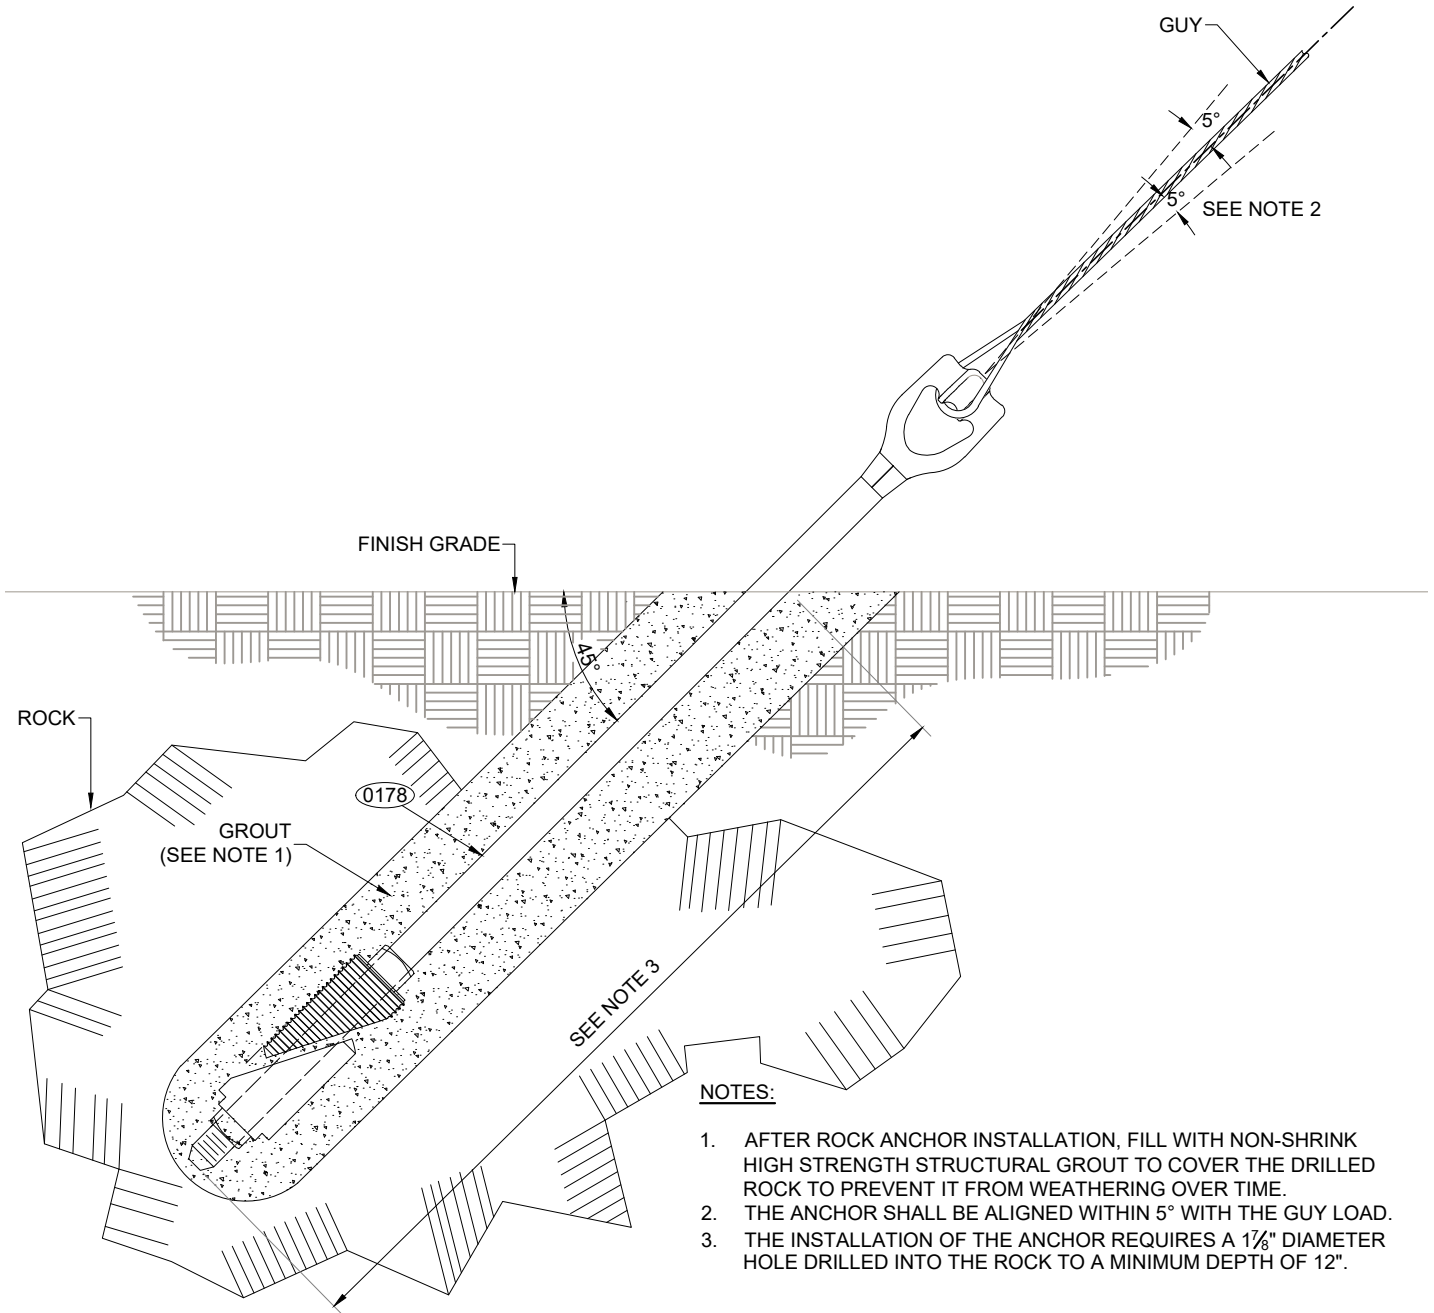 GUY
5°
5°
SEE NOTE 2
FINISH GRADE
45°
ROCK
0178
GROUT
(SEE NOTE 1)
SEE NOTE 3
NOTES:
1. AFTER ROCK ANCHOR INSTALLATION, FILL WITH NON-SHRINK
HIGH STRENGTH STRUCTURAL GROUT TO COVER THE DRILLED
ROCK TO PREVENT IT FROM WEATHERING OVER TIME.
2. THE ANCHOR SHALL BE ALIGNED WITHIN 5° WITH THE GUY LOAD.
3. THE INSTALLATION OF THE ANCHOR REQUIRES A 1⅞" DIAMETER
HOLE DRILLED INTO THE ROCK TO A MINIMUM DEPTH OF 12".